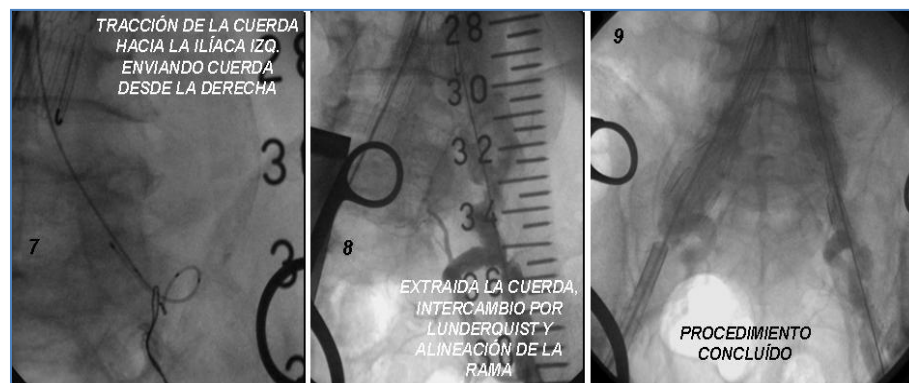 TRACCIÓN DE LA CUERDA
HACIA LA ILÍACA IZQ.
ENVIANDO CUERDA
DESDE LA DERECHA
7
28
30
32
34
36
8
EXTRAIDA LA CUERDA,
INTERCAMBIO POR
LUNDERQUIST Y
ALINEACIÓN DE LA
RAMA
9
PROCEDIMIENTO
CONCLUÍDO